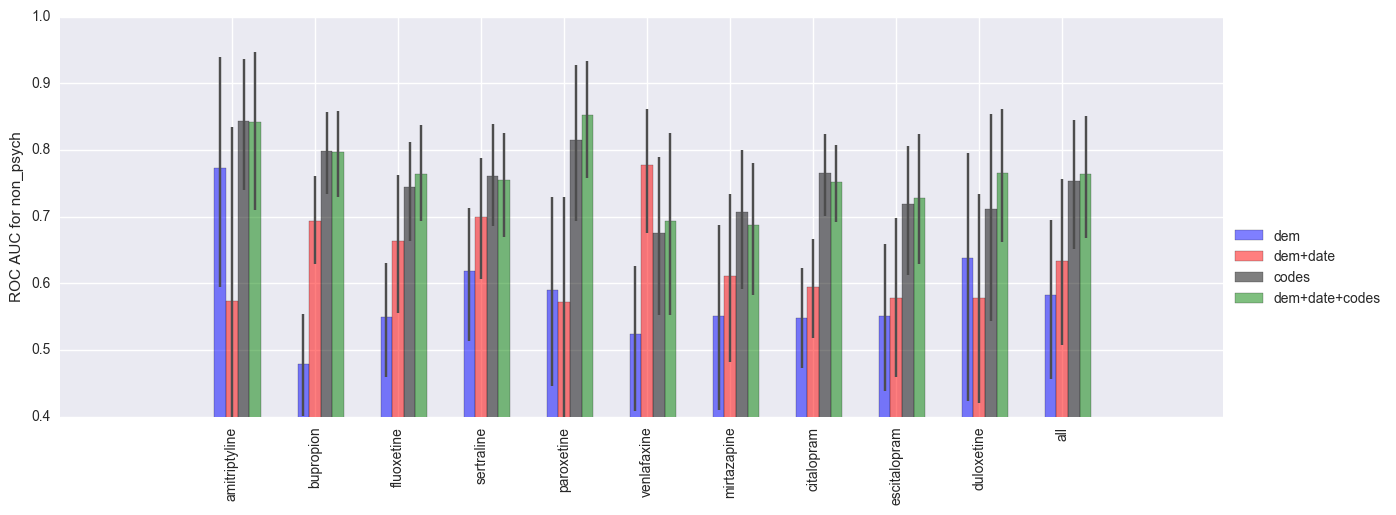 1.0
0.9
0.8
0.7
0.6
0.5
0.4
ROC AUC for non_psych
amitriptyline
bupropion
fluoxetine
sertraline
paroxetine
venlafaxine
mirtazapine
citalopram
escitalopram
duloxetine
all
dem
dem+date
codes
dem+date+codes